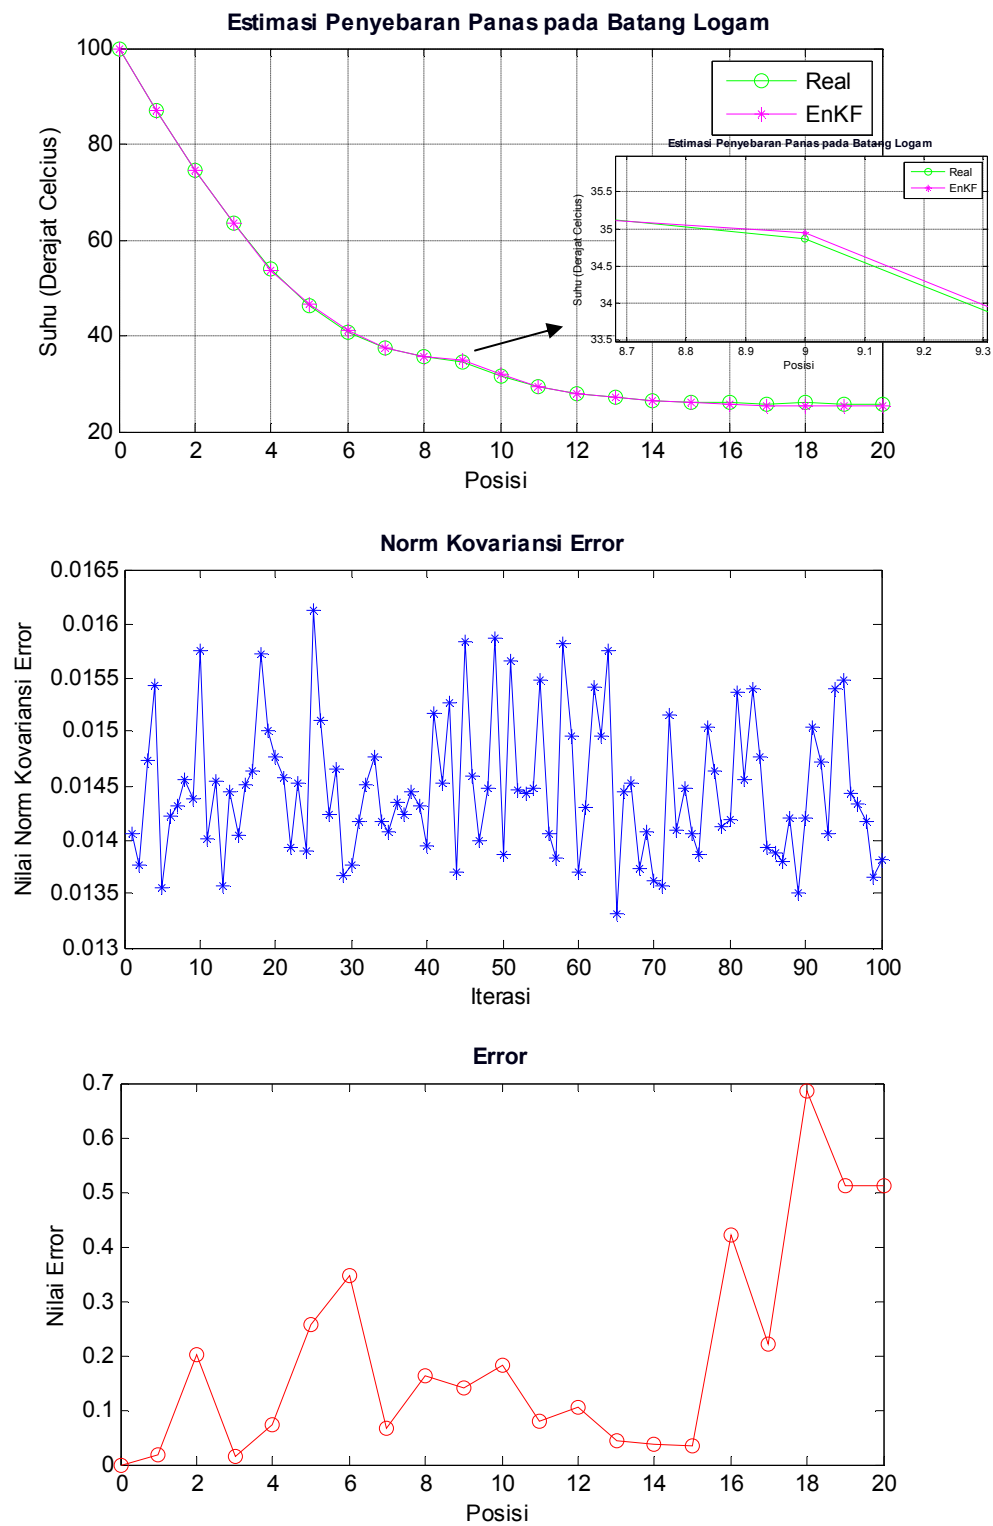 Estimasi Penyebaran Panas pada Batang Logam
Suhu (Derajat Celcius)
100
80
60
40
20
Real
EnKF
Estimasi Penyebaran Panas pada Batang Logam
Suhu (Derajat Celcius)
35.5
35
34.5
34
33.5
Real
EnKF
8.7 8.8 8.9 9 9.1 9.2 9.3
Posisi
0 2 4 6 8 10 12 14 16 18 20
Posisi
Norm Kovariansi Error
Nilai Norm Kovariansi Error
0.0165
0.016
0.0155
0.015
0.0145
0.014
0.0135
0.013
0 10 20 30 40 50 60 70 80 90 100
Iterasi
Error
Nilai Error
0.7
0.6
0.5
0.4
0.3
0.2
0.1
0
0 2 4 6 8 10 12 14 16 18 20
Posisi